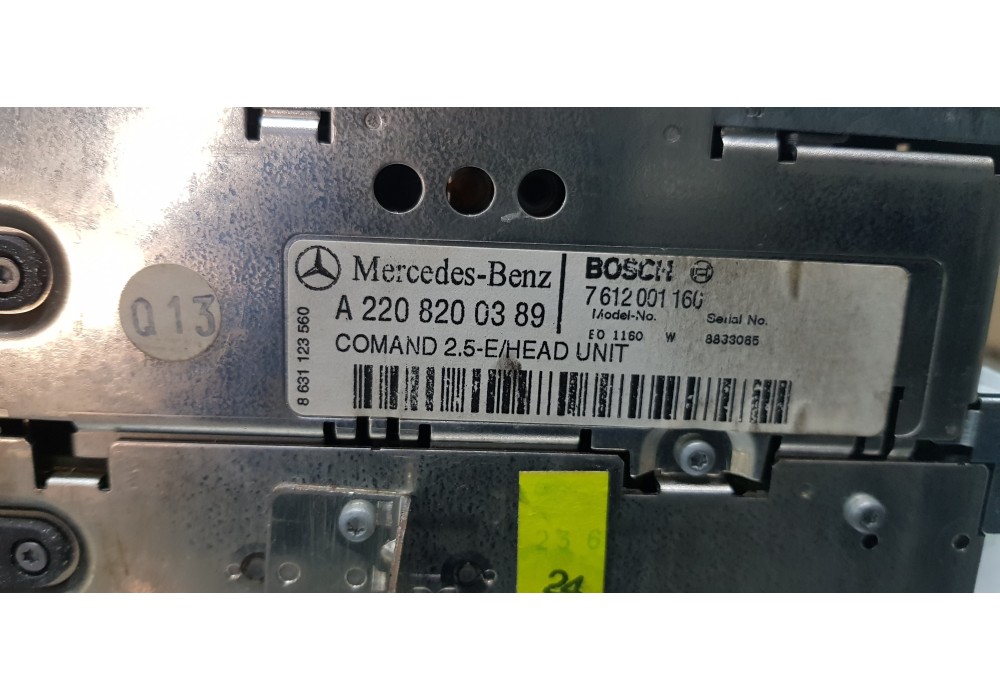 Mercedes-Benz
A 220 820 03 89
COMAND 2.5-E/HEAD UNIT
8 631 123 560
BOSCH
7 612 001 160
Model-No. Serial No.
EO 1160 W 8833085
Q13
236
24